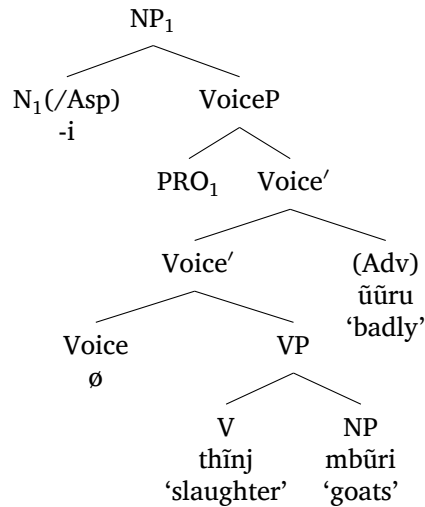 NP₁
N₁(/Asp) VoiceP
-i
PRO₁ Voice′
Voice′ (Adv)
ũũru
‘badly’
Voice VP
ø
V NP
thĩnj mbũri
‘slaughter’ ‘goats’